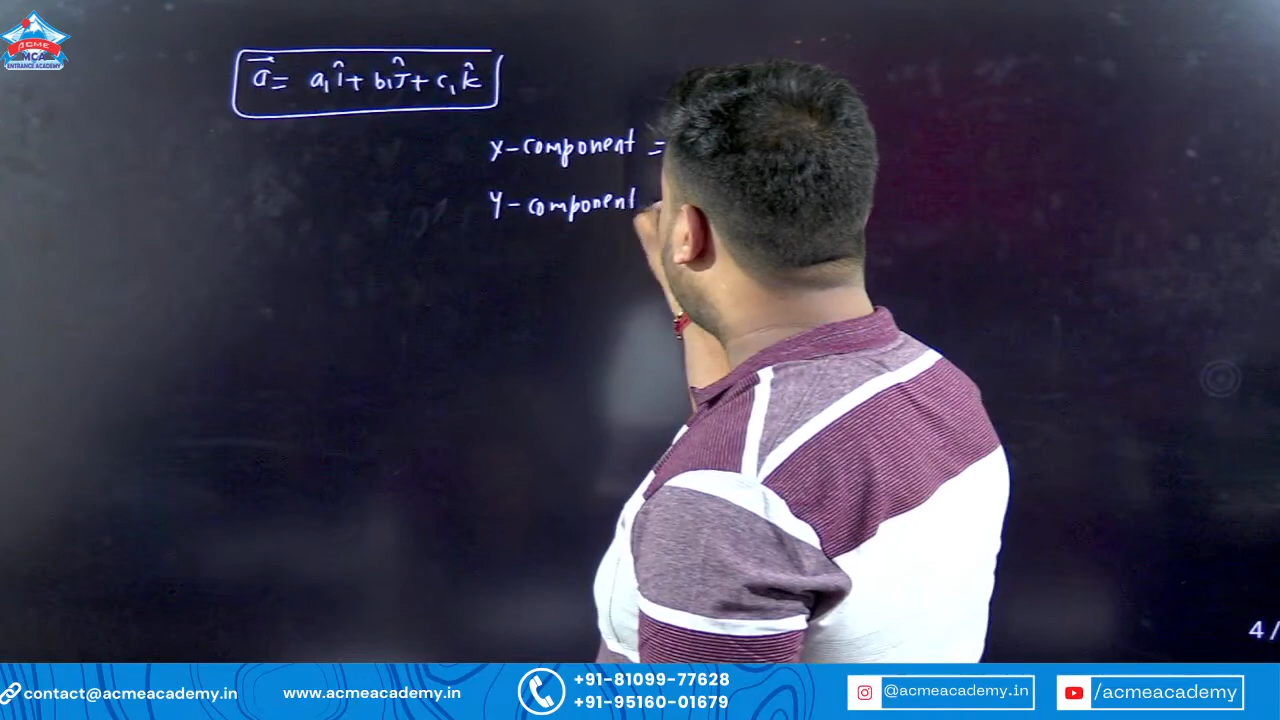 ACME
MCA
ENTRANCE ACADEMY
a⃗ = a₁î + b₁ĵ + c₁k̂
x-component =
y-component
4/
contact@acmeacademy.in
www.acmeacademy.in
+91-81099-77628
+91-95160-01679
@acmeacademy.in
/acmeacademy